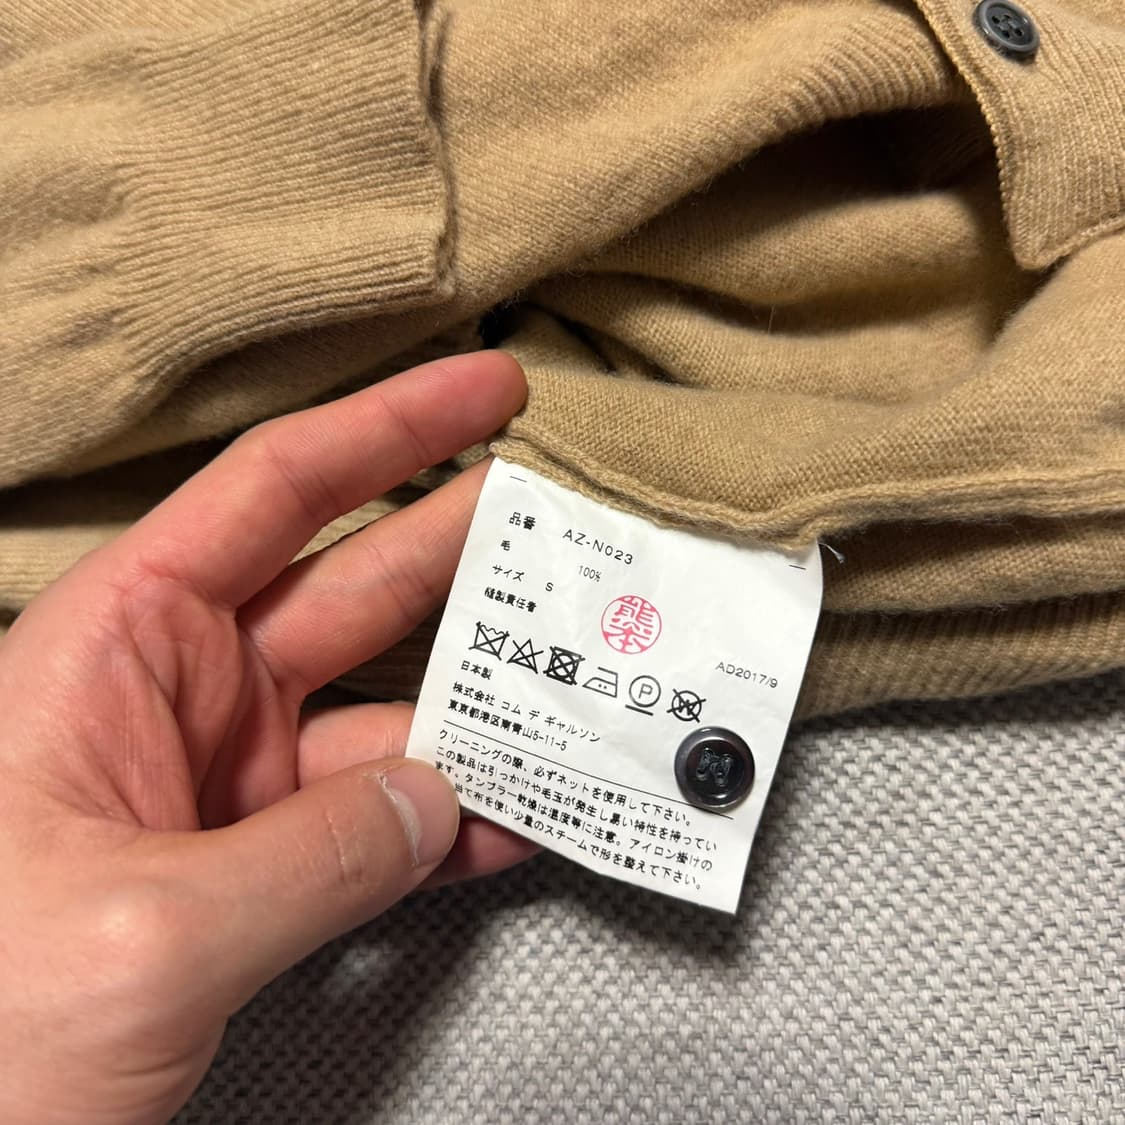 品番 AZ-N023
毛 100%
サイズ S
縫製責任者 熊本
AD2017/9
日本製
株式会社 コム デ ギャルソン
東京都港区南青山5-11-5
クリーニングの際、必ずネットを使用して下さい。
この製品は引っかけや毛玉が発生し易い特性を持ってい
ます。タンブラー乾燥は温度等に注意。アイロン掛けの
当て布を使い少量のスチームで形を整えて下さい。
P
W